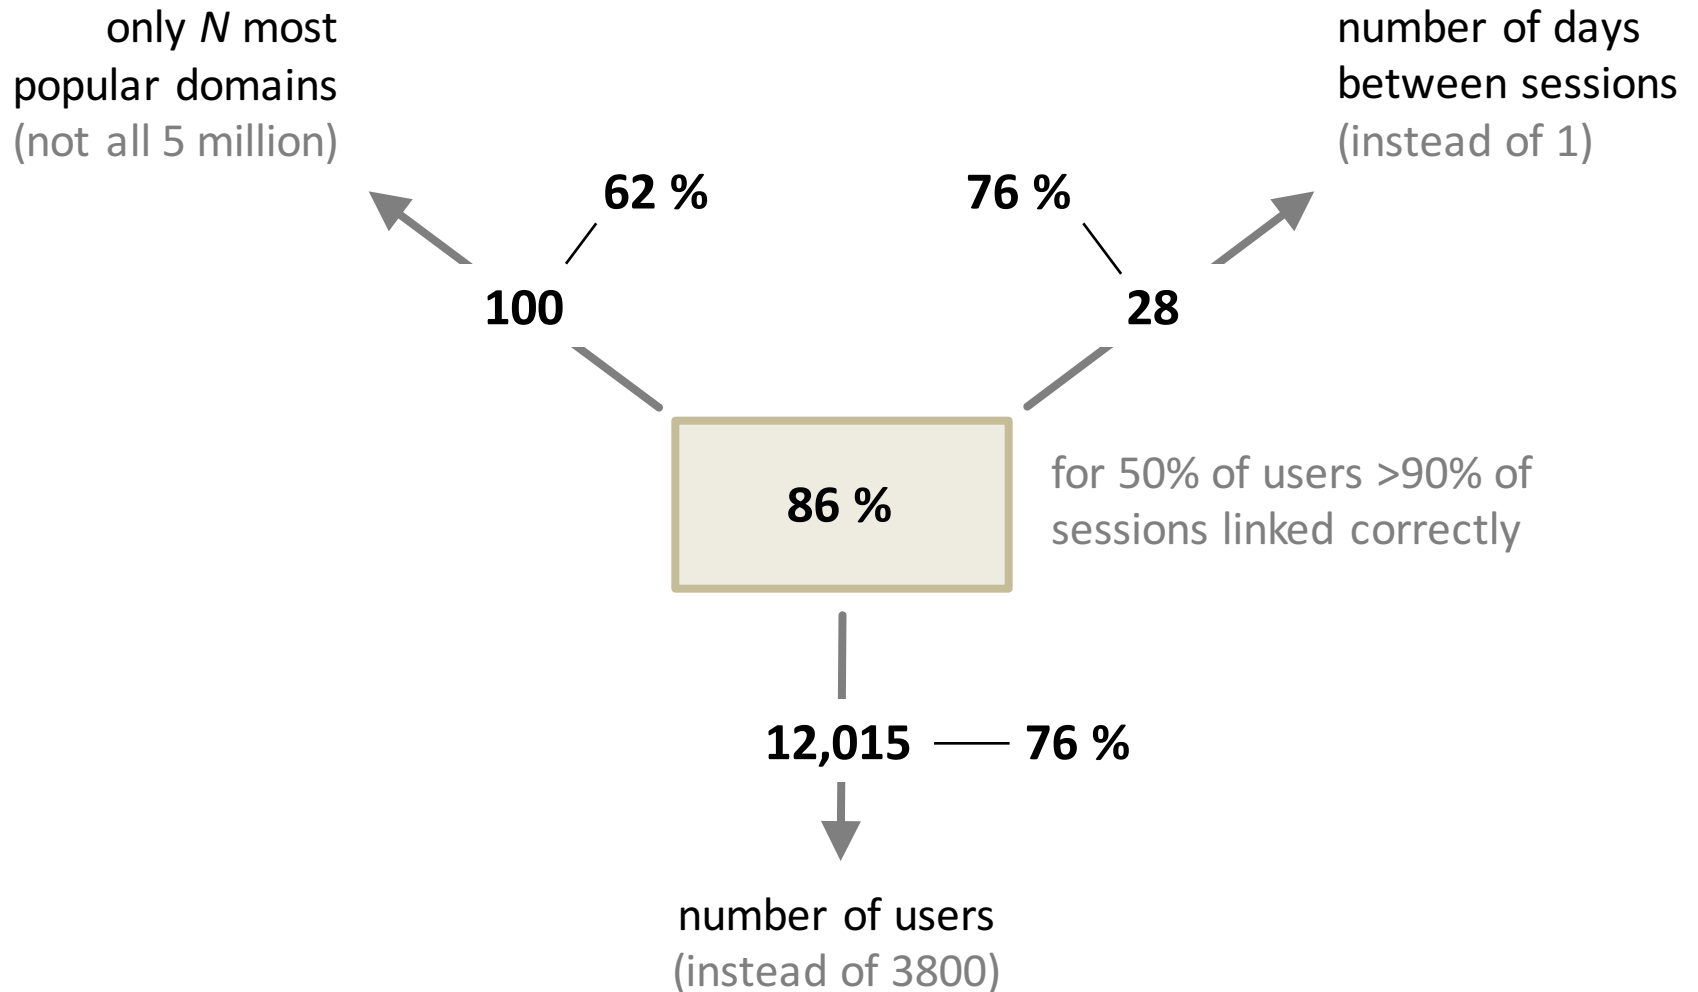 only N most
popular domains
(not all 5 million)
number of days
between sessions
(instead of 1)
62 %
76 %
100
28
86 %
for 50% of users >90% of
sessions linked correctly
12,015
76 %
number of users
(instead of 3800)